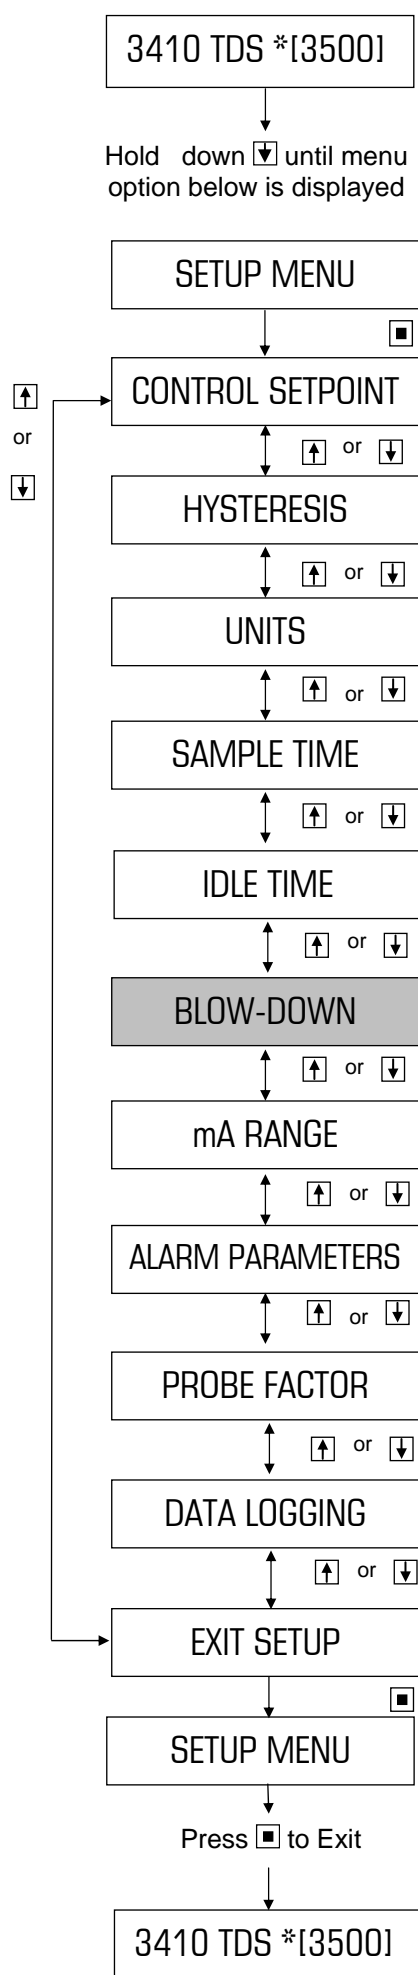 3410 TDS *[3500]
Hold down until menu
option below is displayed
SETUP MENU
CONTROL SETPOINT
or
or
HYSTERESIS
or
UNITS
or
SAMPLE TIME
or
IDLE TIME
or
BLOW-DOWN
or
mA RANGE
or
ALARM PARAMETERS
or
PROBE FACTOR
or
DATA LOGGING
or
EXIT SETUP
SETUP MENU
Press to Exit
3410 TDS *[3500]